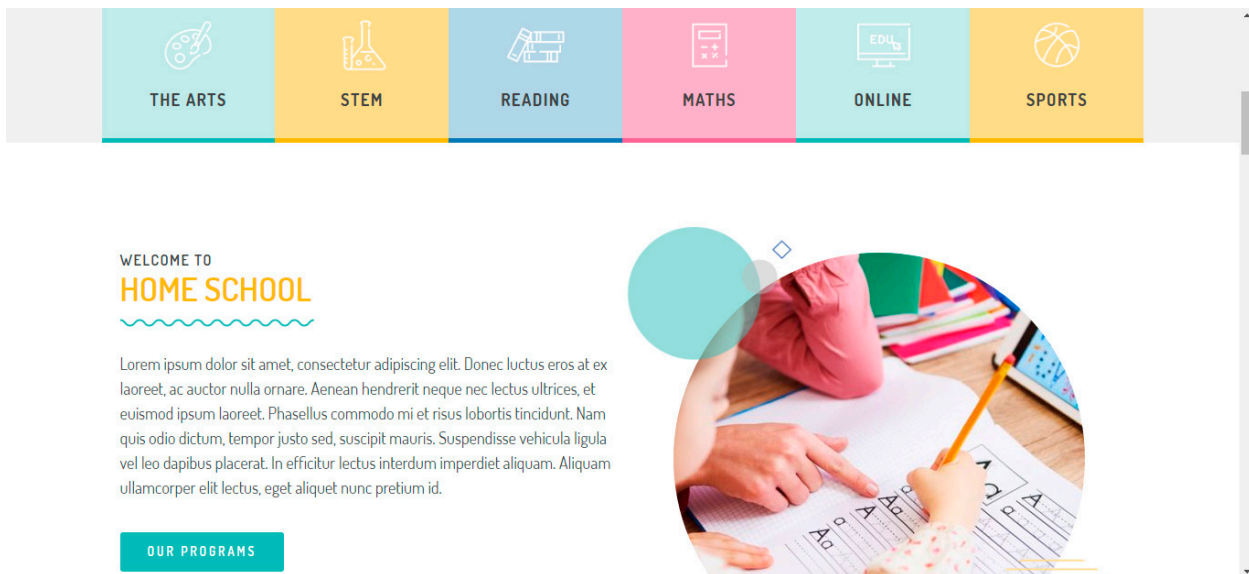 EDU
THE ARTS
STEM
READING
MATHS
ONLINE
SPORTS
WELCOME TO
HOME SCHOOL
Lorem ipsum dolor sit amet, consectetur adipiscing elit. Donec luctus eros at ex
laoreet, ac auctor nulla ornare. Aenean hendrerit neque nec lectus ultrices, et
euismod ipsum laoreet. Phasellus commodo mi et risus lobortis tincidunt. Nam
quis odio dictum, tempor justo sed, suscipit mauris. Suspendisse vehicula ligula
vel leo dapibus placerat. In efficitur lectus interdum imperdiet aliquam. Aliquam
ullamcorper elit lectus, eget aliquet nunc pretium id.
OUR PROGRAMS
Aa
a A
Aa
a A
Aa